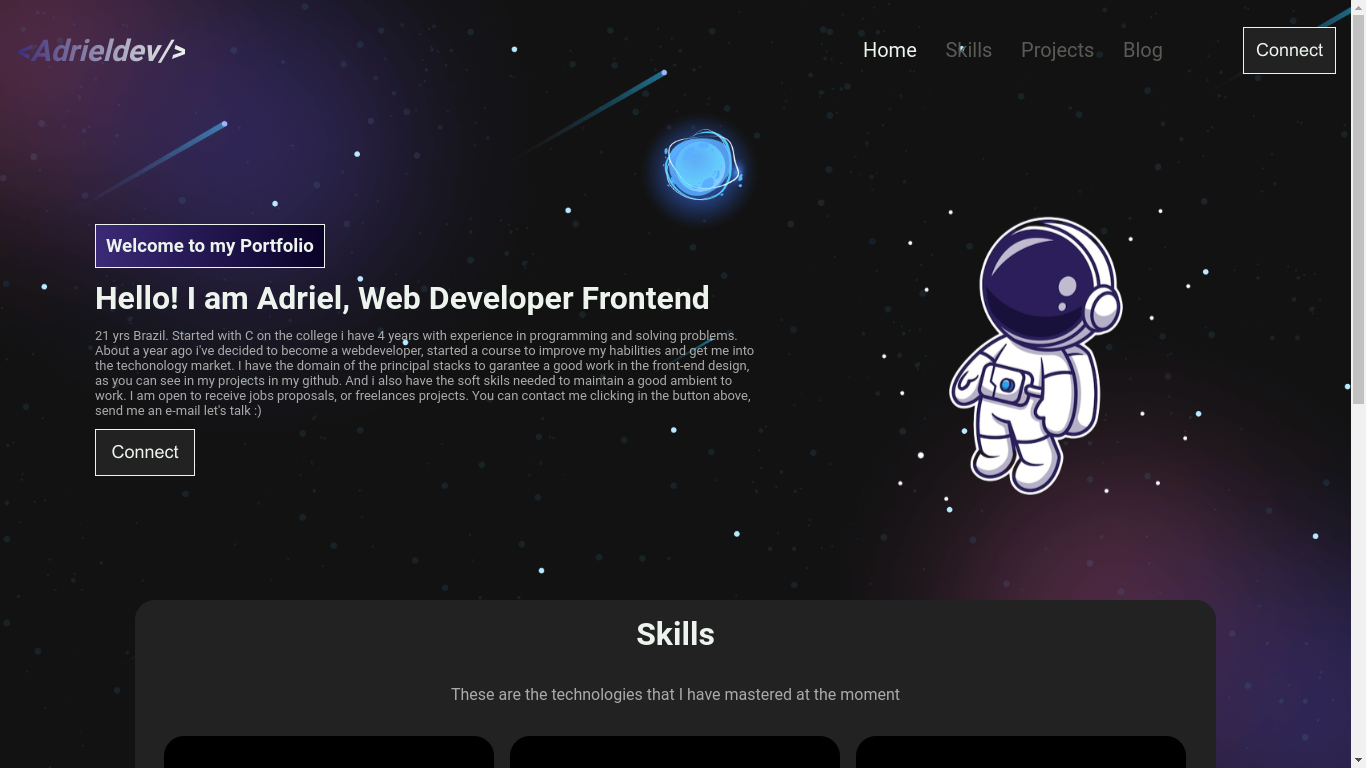 <Adrieldev/>
Home Skills Projects Blog Connect
Welcome to my Portfolio
Hello! I am Adriel, Web Developer Frontend
21 yrs Brazil. Started with C on the college i have 4 years with experience in programming and solving problems.
About a year ago i've decided to become a webdeveloper, started a course to improve my habilities and get me into
the techonology market. I have the domain of the principal stacks to garantee a good work in the front-end design,
as you can see in my projects in my github. And i also have the soft skils needed to maintain a good ambient to
work. I am open to receive jobs proposals, or freelances projects. You can contact me clicking in the button above,
send me an e-mail let's talk :)
Connect
Skills
These are the technologies that I have mastered at the moment